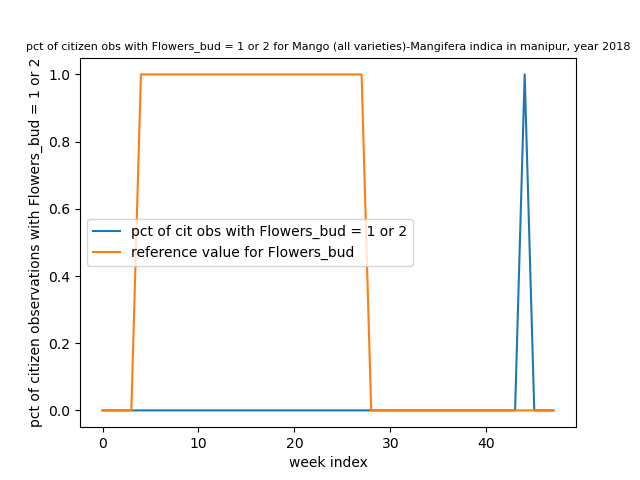 pct of citizen obs with Flowers_bud = 1 or 2 for Mango (all varieties)-Mangifera indica in manipur, year 2018
pct of citizen observations with Flowers_bud = 1 or 2
1.0
0.8
0.6
0.4
0.2
0.0
pct of cit obs with Flowers_bud = 1 or 2
reference value for Flowers_bud
0 10 20 30 40
week index